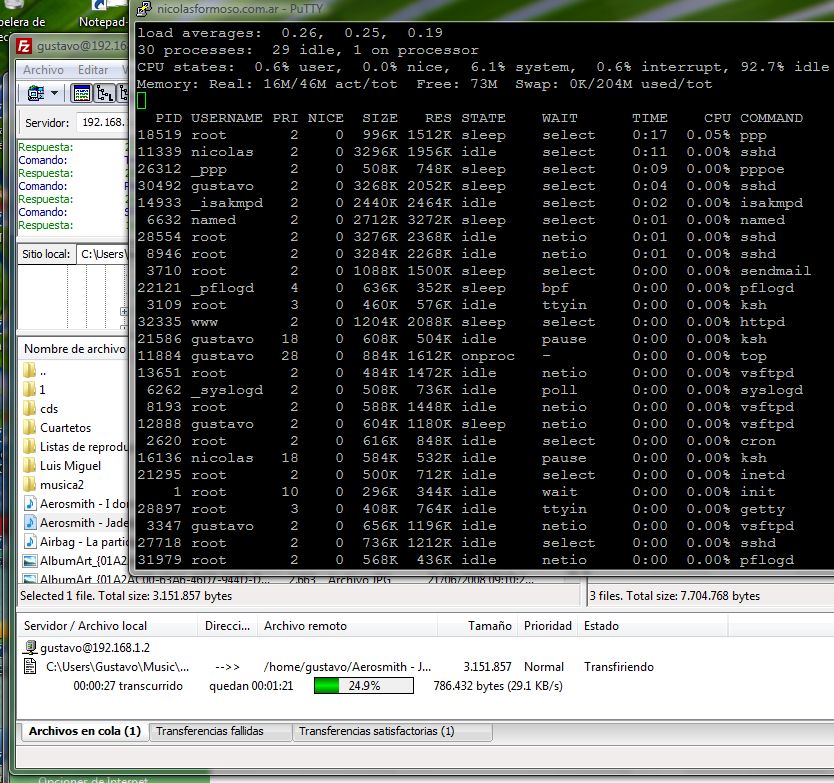 pelera de
Notepad
nicolasformoso.com.ar - PuTTY
load averages:  0.26,  0.25,  0.19
30 processes:  29 idle, 1 on processor
CPU states:  0.6% user,  0.0% nice,  6.1% system,  0.6% interrupt, 92.7% idle
Memory: Real: 16M/46M act/tot  Free: 73M  Swap: 0K/204M used/tot
PID USERNAME PRI NICE SIZE RES STATE WAIT TIME CPU COMMAND
18519 root 2 0 996K 1512K sleep select 0:17 0.05% ppp
11339 nicolas 2 0 3296K 1956K idle select 0:11 0.00% sshd
26312 _ppp 2 0 508K 748K sleep select 0:09 0.00% pppoe
30492 gustavo 2 0 3268K 2052K sleep select 0:04 0.00% sshd
14933 _isakmpd 2 0 2440K 2464K idle select 0:02 0.00% isakmpd
6632 named 2 0 2712K 3272K sleep select 0:01 0.00% named
28554 root 2 0 3276K 2368K idle netio 0:01 0.00% sshd
8946 root 2 0 3284K 2268K idle netio 0:01 0.00% sshd
3710 root 2 0 1088K 1500K sleep select 0:00 0.00% sendmail
22121 _pflogd 4 0 636K 352K sleep bpf 0:00 0.00% pflogd
3109 root 3 0 460K 576K idle ttyin 0:00 0.00% ksh
32335 www 2 0 1204K 2088K sleep select 0:00 0.00% httpd
21586 gustavo 18 0 608K 504K idle pause 0:00 0.00% ksh
11884 gustavo 28 0 884K 1612K onproc - 0:00 0.00% top
13651 root 2 0 484K 1472K idle netio 0:00 0.00% vsftpd
6262 _syslogd 2 0 508K 736K idle poll 0:00 0.00% syslogd
8193 root 2 0 588K 1448K idle netio 0:00 0.00% vsftpd
12888 gustavo 2 0 604K 1180K sleep netio 0:00 0.00% vsftpd
2620 root 2 0 616K 848K idle select 0:00 0.00% cron
16136 nicolas 18 0 584K 532K idle pause 0:00 0.00% ksh
21295 root 2 0 500K 712K idle select 0:00 0.00% inetd
1 root 10 0 296K 344K idle wait 0:00 0.00% init
28897 root 3 0 408K 764K idle ttyin 0:00 0.00% getty
3347 gustavo 2 0 656K 1196K idle netio 0:00 0.00% vsftpd
27718 root 2 0 736K 1212K idle select 0:00 0.00% sshd
31979 root 2 0 568K 436K idle netio 0:00 0.00% pflogd
gustavo@192.16
Archivo Editar V
Servidor: 192.168.
Respuesta: 2
Comando: T
Respuesta: 2
Comando: P
Respuesta: 2
Comando: S
Respuesta: 1
Sitio local: C:\Users\
Nombre de archivo
..
1
cds
Cuartetos
Listas de reprodu
Luis Miguel
musica2
Aerosmith - I don
Aerosmith - Jade
Airbag - La partic
AlbumArt_{01A2
AlbumArt_{01A2AC00-63A6-46D7-944D-D... 2.663 Archivo JPG 21/06/2008 09:10:2...
Selected 1 file. Total size: 3.151.857 bytes
3 files. Total size: 7.704.768 bytes
Servidor / Archivo local Direcci... Archivo remoto Tamaño Prioridad Estado
gustavo@192.168.1.2
C:\Users\Gustavo\Music\... -->> /home/gustavo/Aerosmith - J... 3.151.857 Normal Transfiriendo
00:00:27 transcurrido quedan 00:01:21 24.9% 786.432 bytes (29.1 KB/s)
Archivos en cola (1) Transferencias fallidas Transferencias satisfactorias (1)
Opciones de Internet